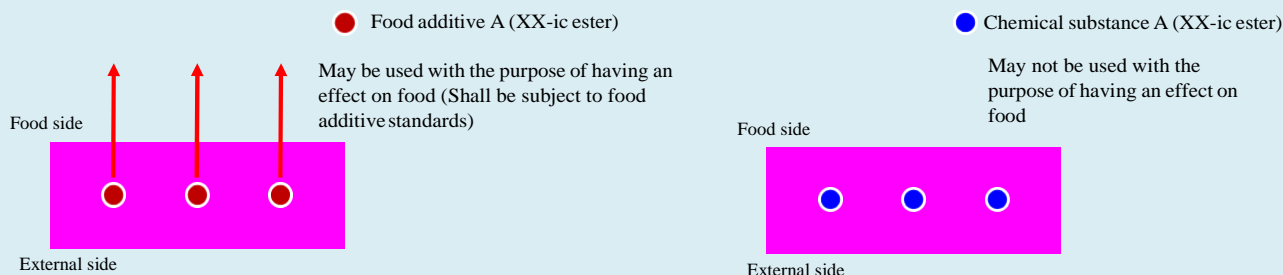 Food additive A (XX-ic ester)
May be used with the purpose of having an
effect on food (Shall be subject to food
additive standards)
Food side
External side
Chemical substance A (XX-ic ester)
May not be used with the
purpose of having an effect on
food
Food side
External side